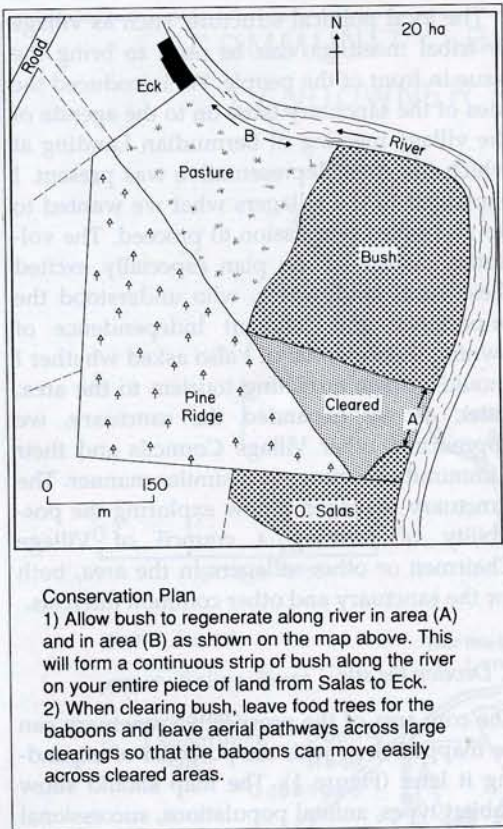 Road
Eck
N
20 ha
B
River
Pasture
Bush
Cleared
A
Pine
Ridge
0 150
m
O. Salas
Conservation Plan
1) Allow bush to regenerate along river in area (A)
and in area (B) as shown on the map above. This
will form a continuous strip of bush along the river
on your entire piece of land from Salas to Eck.
2) When clearing bush, leave food trees for the
baboons and leave aerial pathways across large
clearings so that the baboons can move easily
across cleared areas.